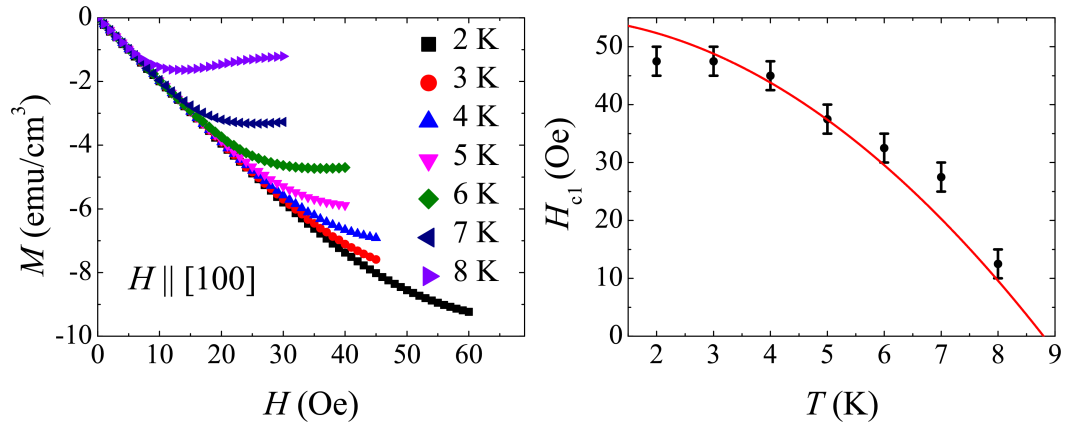 0
-2
-4
-6
-8
-10
M (emu/cm³)
0 10 20 30 40 50 60
H (Oe)
H || [100]
2 K
3 K
4 K
5 K
6 K
7 K
8 K
50
40
30
20
10
0
H_c1 (Oe)
2 3 4 5 6 7 8 9
T (K)